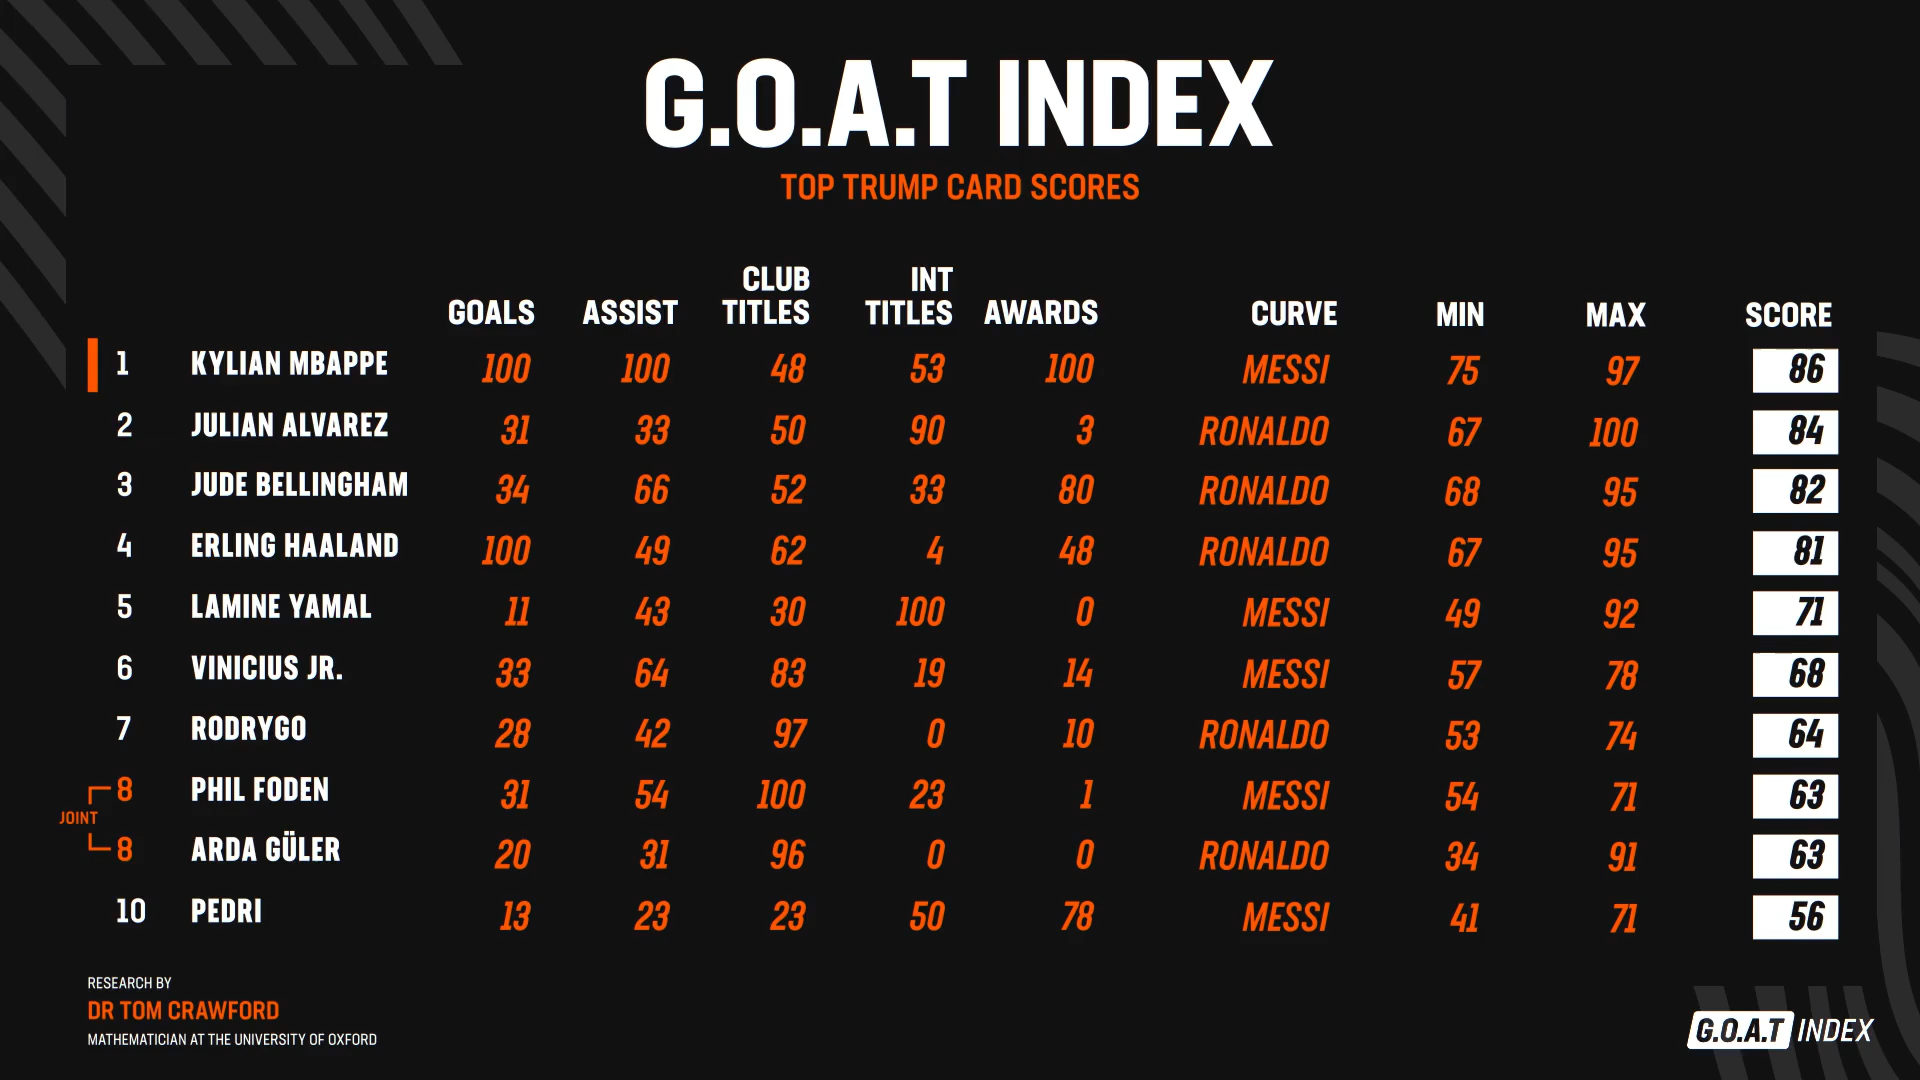 G.O.A.T INDEX
TOP TRUMP CARD SCORES
GOALS ASSIST CLUB TITLES INT TITLES AWARDS CURVE MIN MAX SCORE
1 KYLIAN MBAPPE 100 100 48 53 100 MESSI 75 97 86
2 JULIAN ALVAREZ 31 33 50 90 3 RONALDO 67 100 84
3 JUDE BELLINGHAM 34 66 52 33 80 RONALDO 68 95 82
4 ERLING HAALAND 100 49 62 4 48 RONALDO 67 95 81
5 LAMINE YAMAL 11 43 30 100 0 MESSI 49 92 71
6 VINICIUS JR. 33 64 83 19 14 MESSI 57 78 68
7 RODRYGO 28 42 97 0 10 RONALDO 53 74 64
8 PHIL FODEN 31 54 100 23 1 MESSI 54 71 63
JOINT
8 ARDA GÜLER 20 31 96 0 0 RONALDO 34 91 63
10 PEDRI 13 23 23 50 78 MESSI 41 71 56
RESEARCH BY
DR TOM CRAWFORD
MATHEMATICIAN AT THE UNIVERSITY OF OXFORD
G.O.A.T INDEX